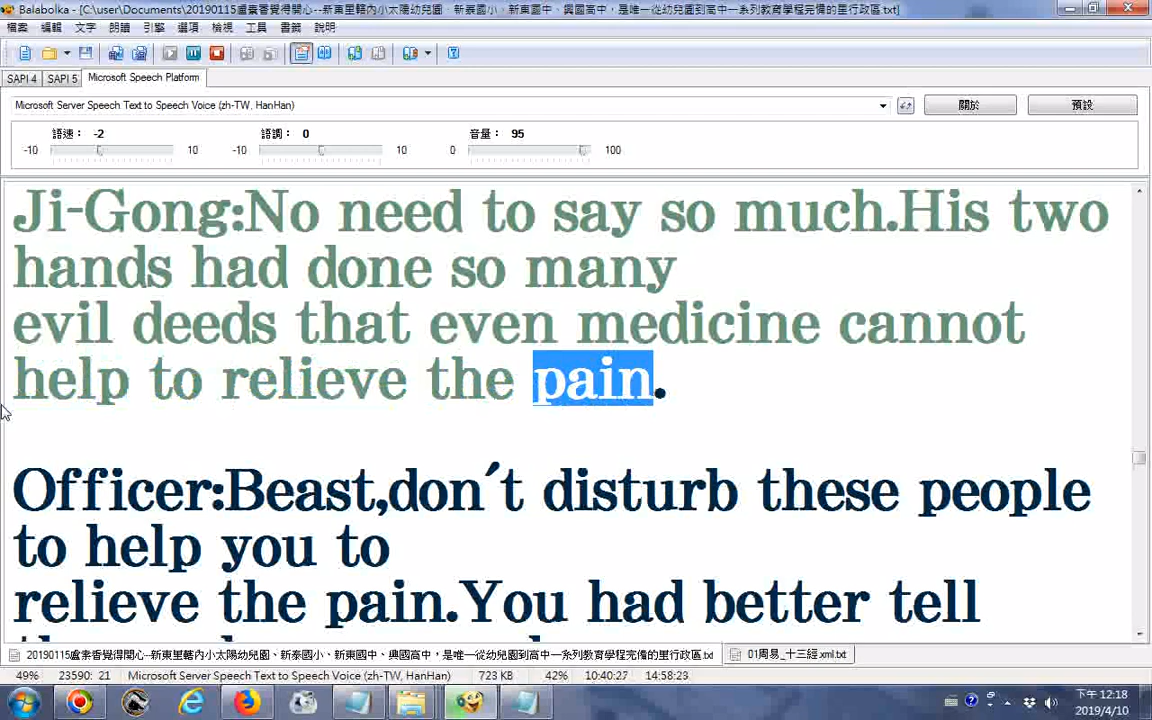 Balabolka - [C:\user\Documents\20190115盧素香覺得開心--新東里轄內小太陽幼兒園、新泰國小、新東國中、興國高中，是唯一從幼兒園到高中一系列教育學程完備的里行政區.txt]
檔案 編輯 文字 朗讀 引擎 選項 檢視 工具 書籤 說明
SAPI 4 SAPI 5 Microsoft Speech Platform
Microsoft Server Speech Text to Speech Voice (zh-TW, HanHan) 關於 預設
語速： -2 語調： 0 音量： 95
-10 10 -10 10 0 100
Ji-Gong:No need to say so much.His two
hands had done so many
evil deeds that even medicine cannot
help to relieve the pain.
Officer:Beast,don´t disturb these people
to help you to
relieve the pain.You had better tell
20190115盧素香覺得開心--新東里轄內小太陽幼兒園、新泰國小、新東國中、興國高中，是唯一從幼兒園到高中一系列教育學程完備的里行政區.txt 01周易_十三經.xml.txt
49% 23590: 21 Microsoft Server Speech Text to Speech Voice (zh-TW, HanHan) 723 KB 42% 10:40:27 14:58:23
下午 12:18
2019/4/10